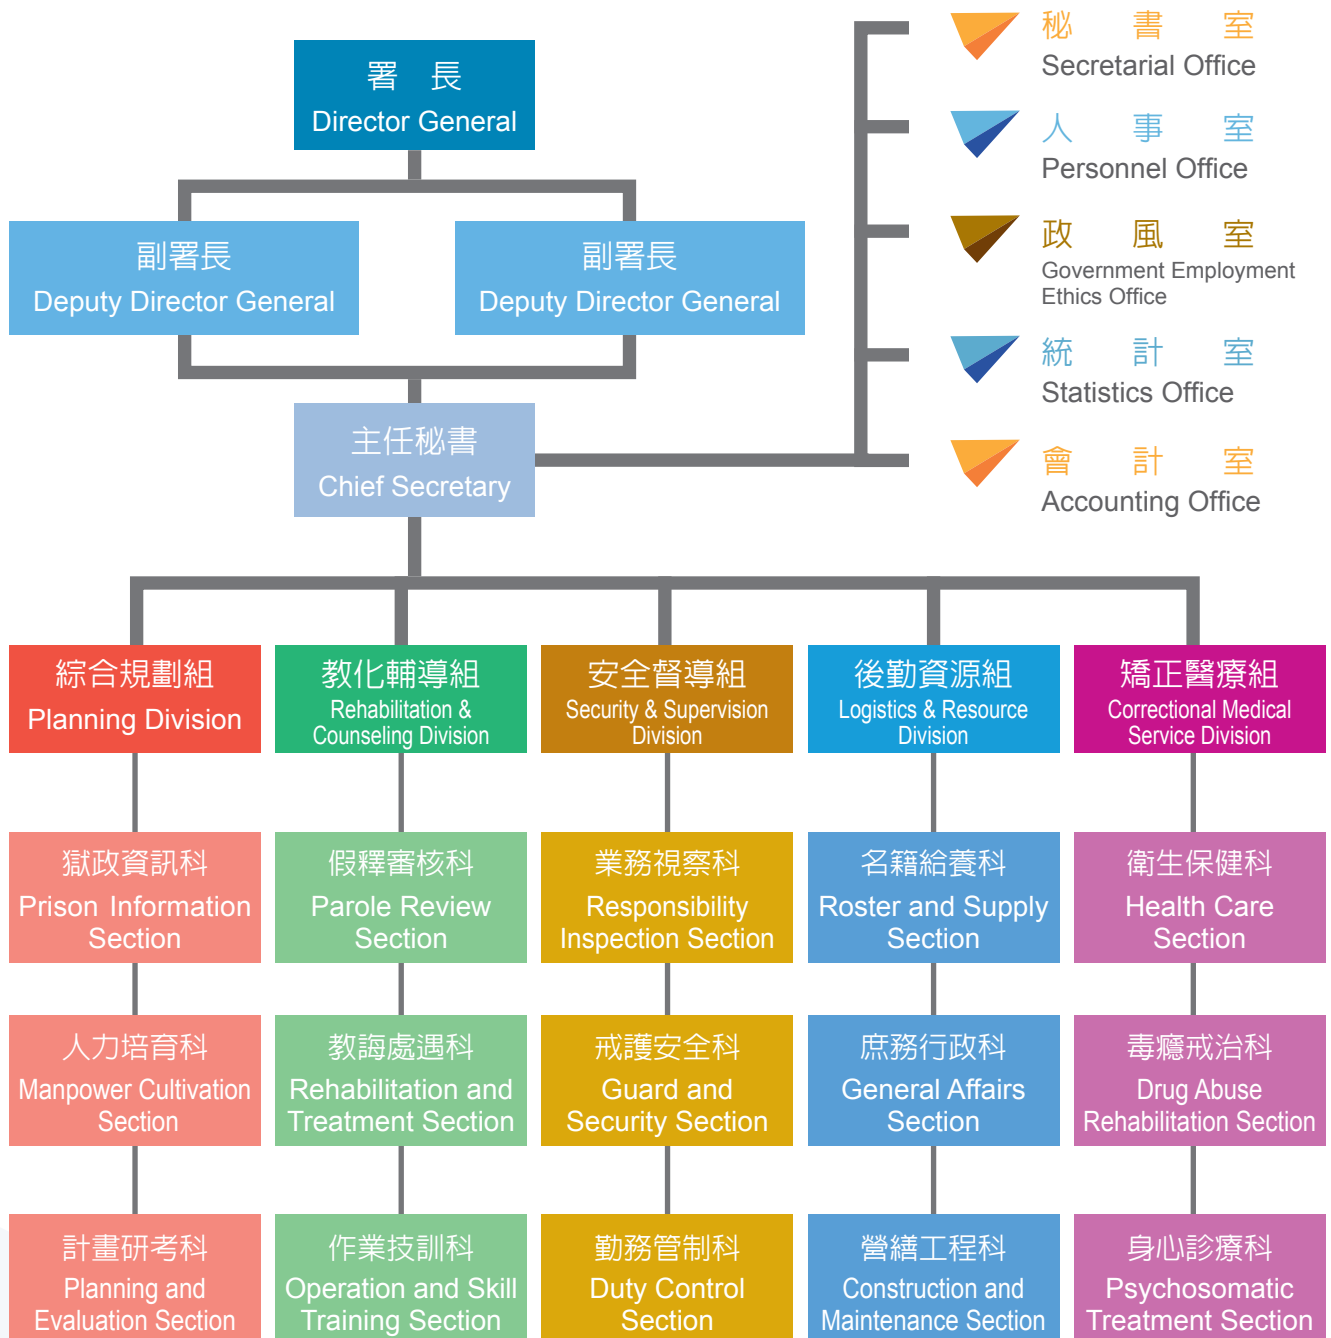 署 長
Director General
副署長
Deputy Director General
副署長
Deputy Director General
主任秘書
Chief Secretary
秘 書 室
Secretarial Office
人 事 室
Personnel Office
政 風 室
Government Employment
Ethics Office
統 計 室
Statistics Office
會 計 室
Accounting Office
綜合規劃組
Planning Division
教化輔導組
Rehabilitation &
Counseling Division
安全督導組
Security & Supervision
Division
後勤資源組
Logistics & Resource
Division
矯正醫療組
Correctional Medical
Service Division
獄政資訊科
Prison Information
Section
假釋審核科
Parole Review
Section
業務視察科
Responsibility
Inspection Section
名籍給養科
Roster and Supply
Section
衛生保健科
Health Care
Section
人力培育科
Manpower Cultivation
Section
教誨處遇科
Rehabilitation and
Treatment Section
戒護安全科
Guard and
Security Section
庶務行政科
General Affairs
Section
毒癮戒治科
Drug Abuse
Rehabilitation Section
計畫研考科
Planning and
Evaluation Section
作業技訓科
Operation and Skill
Training Section
勤務管制科
Duty Control
Section
營繕工程科
Construction and
Maintenance Section
身心診療科
Psychosomatic
Treatment Section